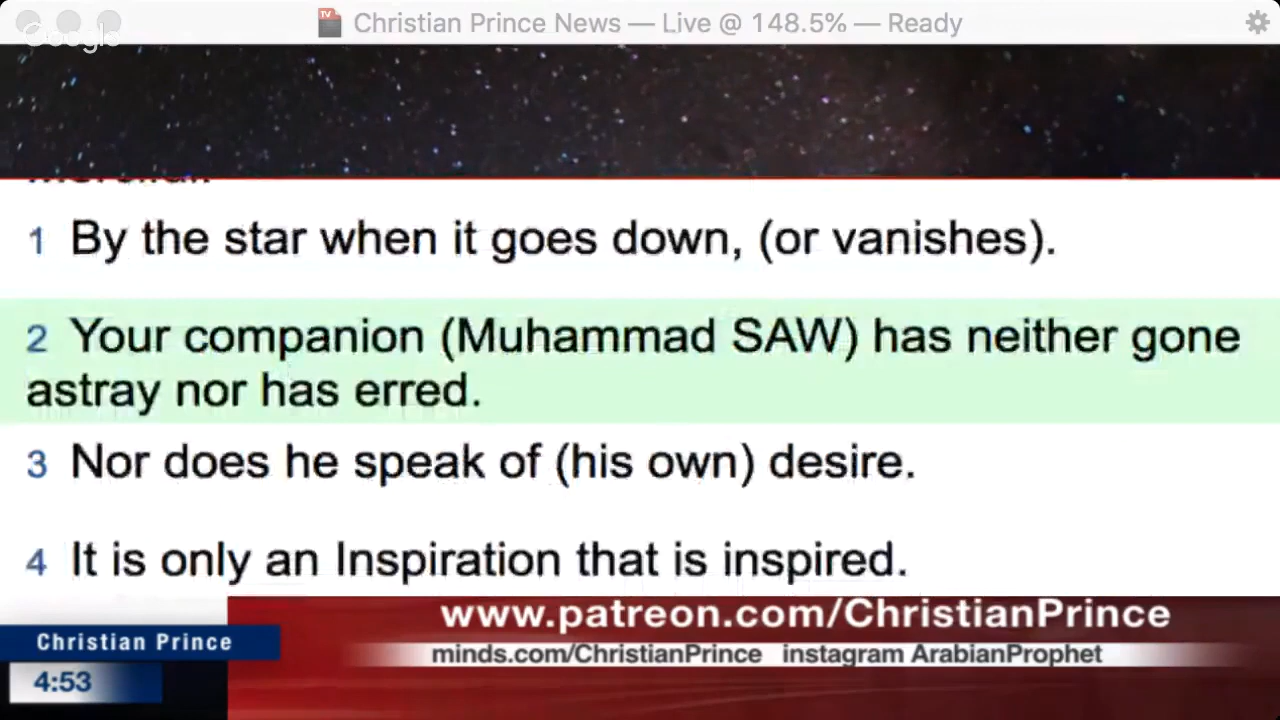 TV Christian Prince News — Live @ 148.5% — Ready
Google
1 By the star when it goes down, (or vanishes).
2 Your companion (Muhammad SAW) has neither gone
astray nor has erred.
3 Nor does he speak of (his own) desire.
4 It is only an Inspiration that is inspired.
www.patreon.com/ChristianPrince
Christian Prince
minds.com/ChristianPrince instagram ArabianProphet
4:53